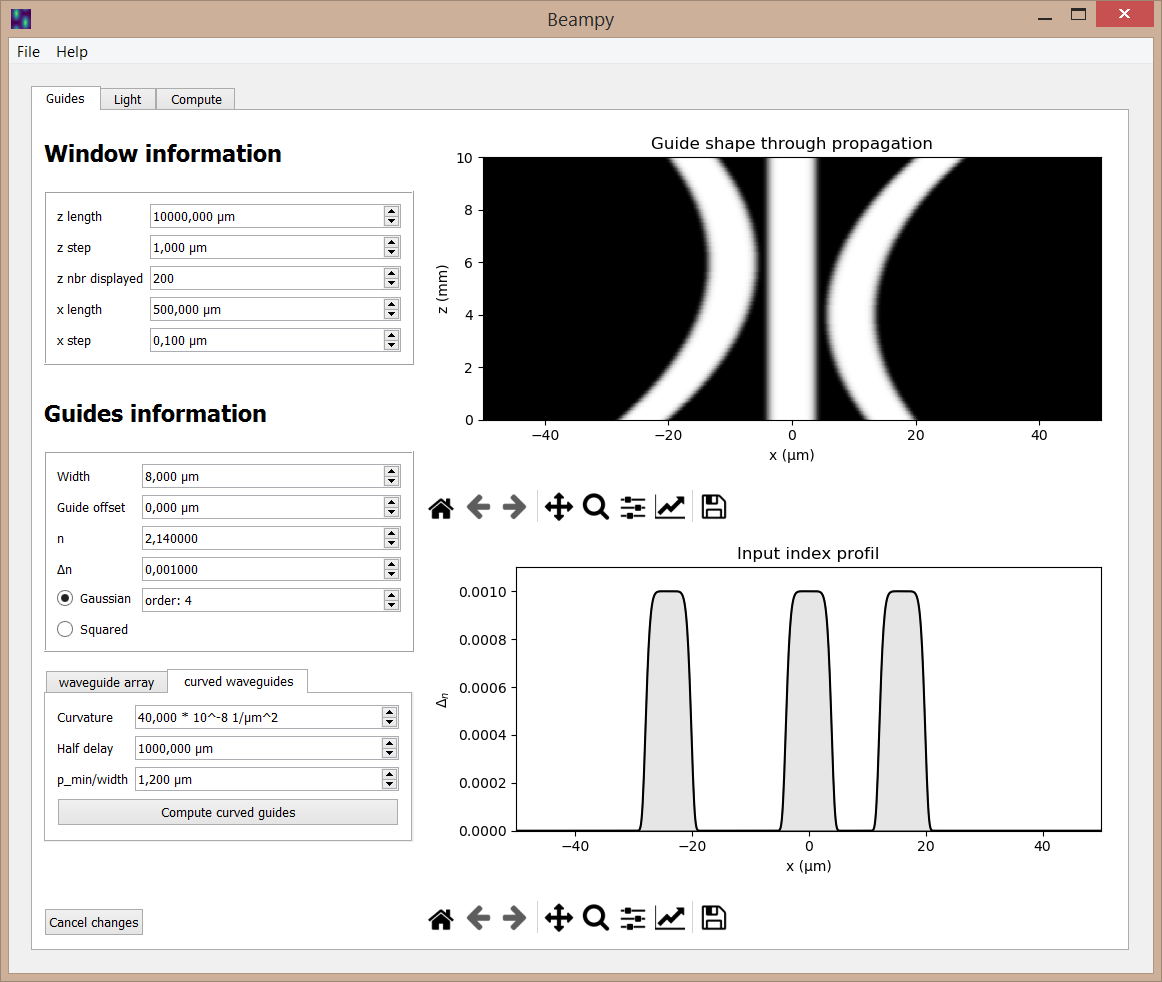 Beampy
File Help
Guides Light Compute
Window information
z length 10000,000 µm
z step 1,000 µm
z nbr displayed 200
x length 500,000 µm
x step 0,100 µm
Guides information
Width 8,000 µm
Guide offset 0,000 µm
n 2,140000
Δn 0,001000
Gaussian order: 4
Squared
waveguide array curved waveguides
Curvature 40,000 * 10^-8 1/µm^2
Half delay 1000,000 µm
p_min/width 1,200 µm
Compute curved guides
Cancel changes
Guide shape through propagation
10
8
6
4
2
0
z (mm)
−40 −20 0 20 40
x (µm)
Input index profil
0.0010
0.0008
0.0006
0.0004
0.0002
0.0000
Δn
−40 −20 0 20 40
x (µm)